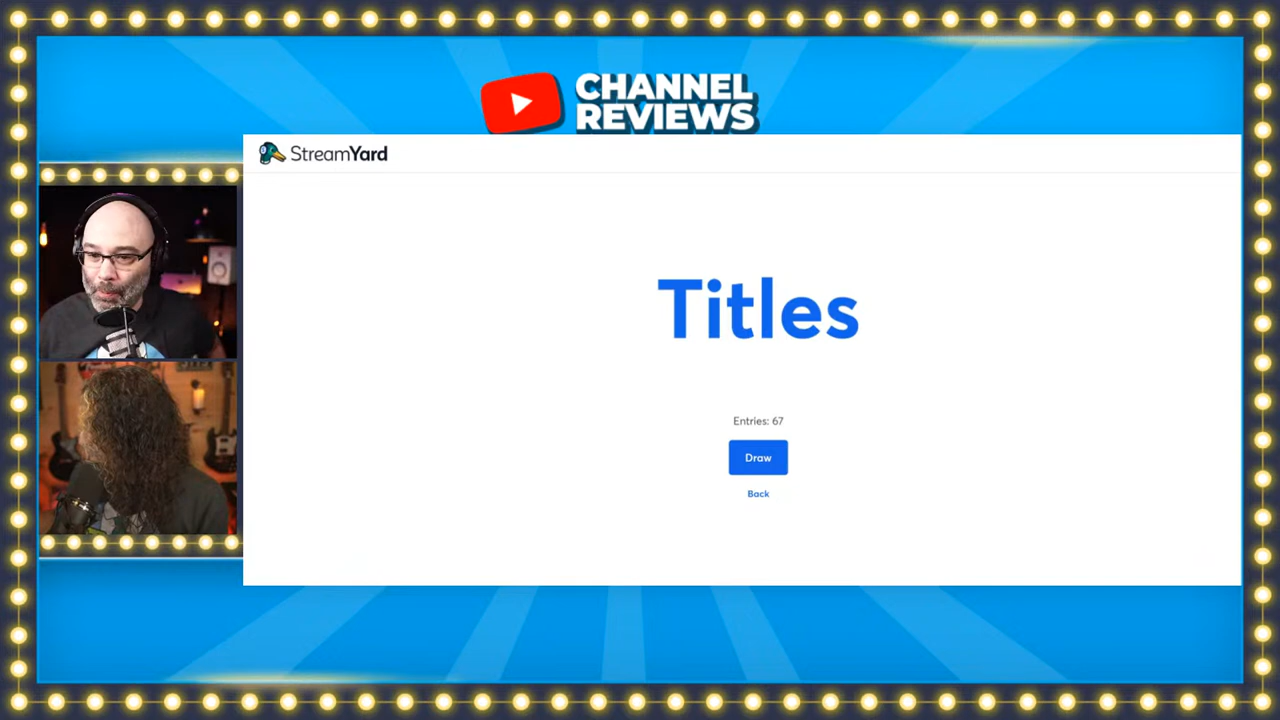 CHANNEL
REVIEWS
StreamYard
Titles
Entries: 67
Draw
Back